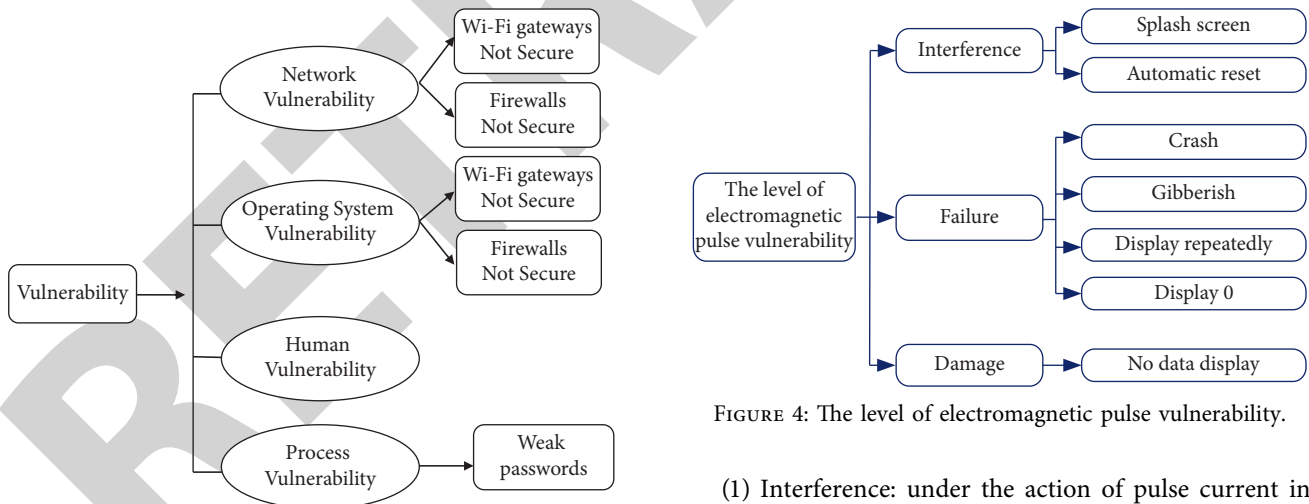 Vulnerability
Network
Vulnerability
Wi-Fi gateways
Not Secure
Firewalls
Not Secure
Operating System
Vulnerability
Wi-Fi gateways
Not Secure
Firewalls
Not Secure
Human
Vulnerability
Process
Vulnerability
Weak
passwords
The level of
electromagnetic
pulse vulnerability
Interference
Splash screen
Automatic reset
Failure
Crash
Gibberish
Display repeatedly
Display 0
Damage
No data display
FIGURE 4: The level of electromagnetic pulse vulnerability.
(1) Interference: under the action of pulse current in